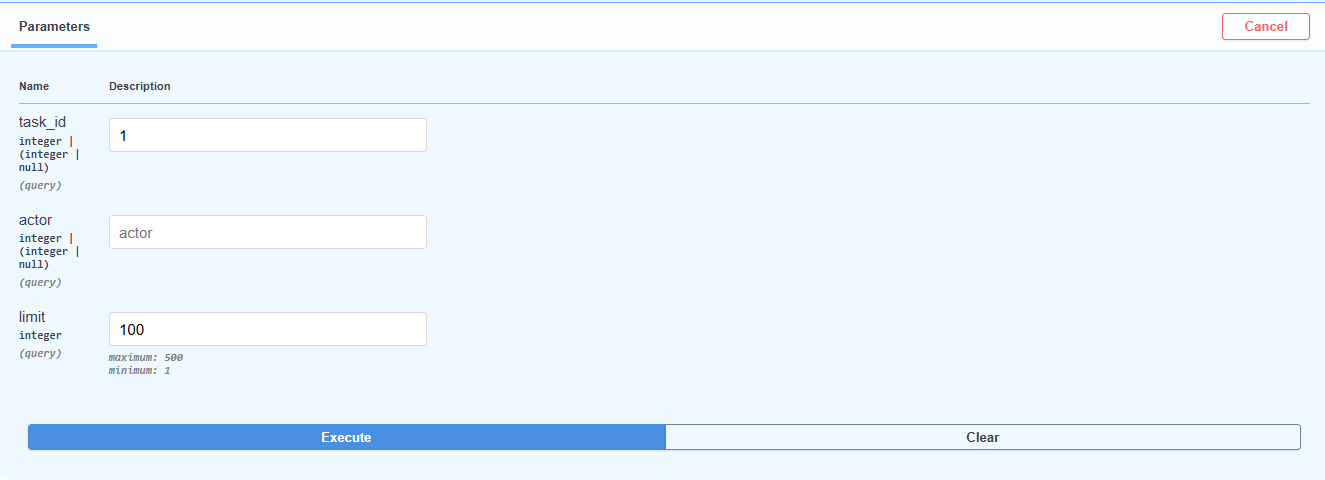 Parameters
Cancel
Name Description
task_id
1
integer |
(integer |
null)
(query)
actor
actor
integer |
(integer |
null)
(query)
limit
100
integer
(query)
maximum: 500
minimum: 1
Execute Clear